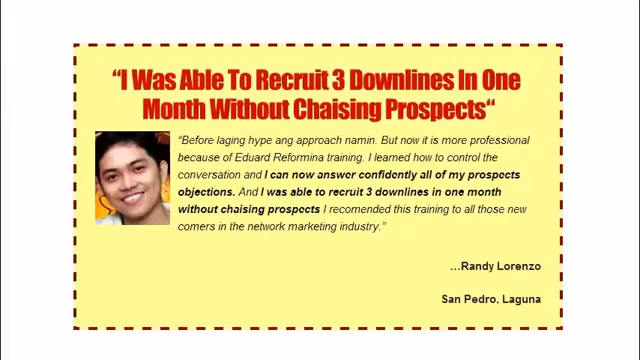 “I Was Able To Recruit 3 Downlines In One
Month Without Chaising Prospects“
“Before laging hype ang approach namin. But now it is more professional
because of Eduard Reformina training. I learned how to control the
conversation and I can now answer confidently all of my prospects
objections. And I was able to recruit 3 downlines in one month
without chaising prospects I recomended this training to all those new
comers in the network marketing industry.”
…Randy Lorenzo
San Pedro, Laguna